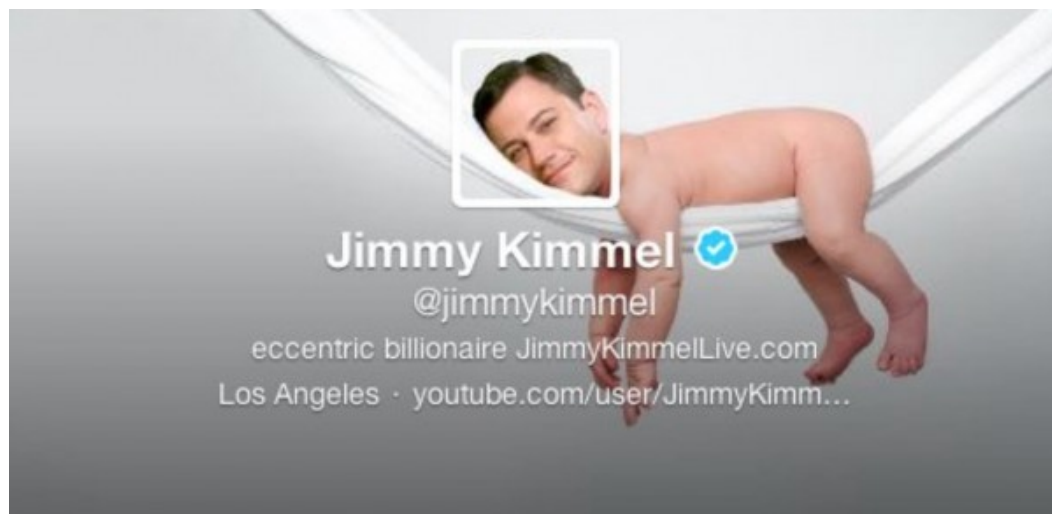 Jimmy Kimmel
@jimmykimmel
eccentric billionaire JimmyKimmelLive.com
Los Angeles · youtube.com/user/JimmyKimm...